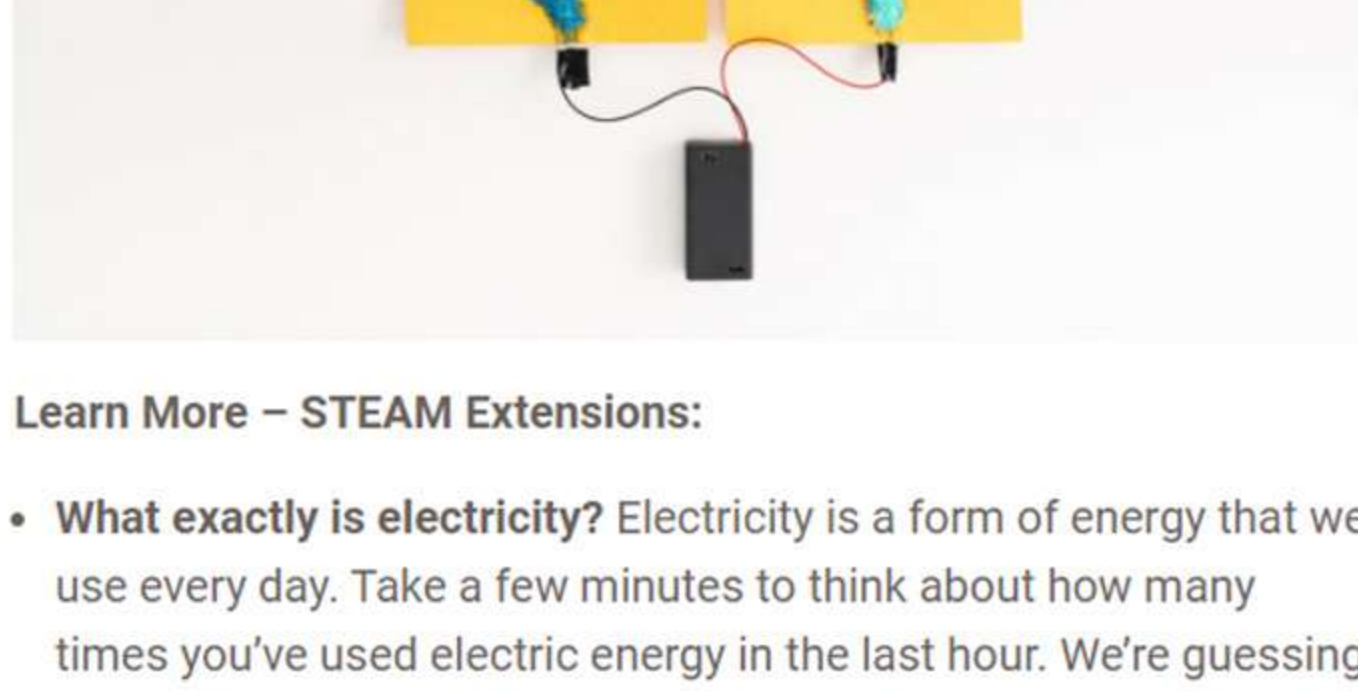 Learn More – STEAM Extensions:
• What exactly is electricity? Electricity is a form of energy that we
use every day. Take a few minutes to think about how many
times you’ve used electric energy in the last hour. We’re guessing